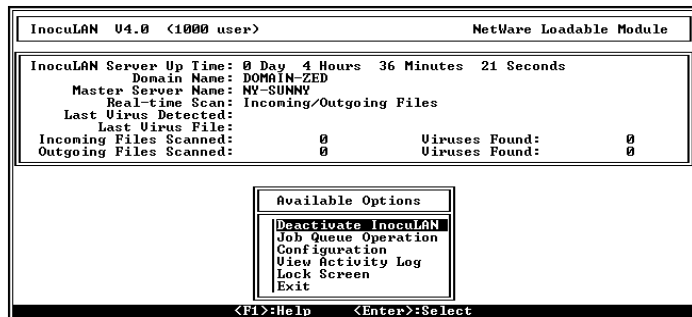 InocuLAN V4.0 (1000 user) NetWare Loadable Module
InocuLAN Server Up Time: 0 Day 4 Hours 36 Minutes 21 Seconds
Domain Name: DOMAIN-ZED
Master Server Name: NY-SUNNY
Real-time Scan: Incoming/Outgoing Files
Last Virus Detected:
Last Virus File:
Incoming Files Scanned: 0 Viruses Found: 0
Outgoing Files Scanned: 0 Viruses Found: 0
Available Options
Deactivate InocuLAN
Job Queue Operation
Configuration
View Activity Log
Lock Screen
Exit
<F1>:Help <Enter>:Select